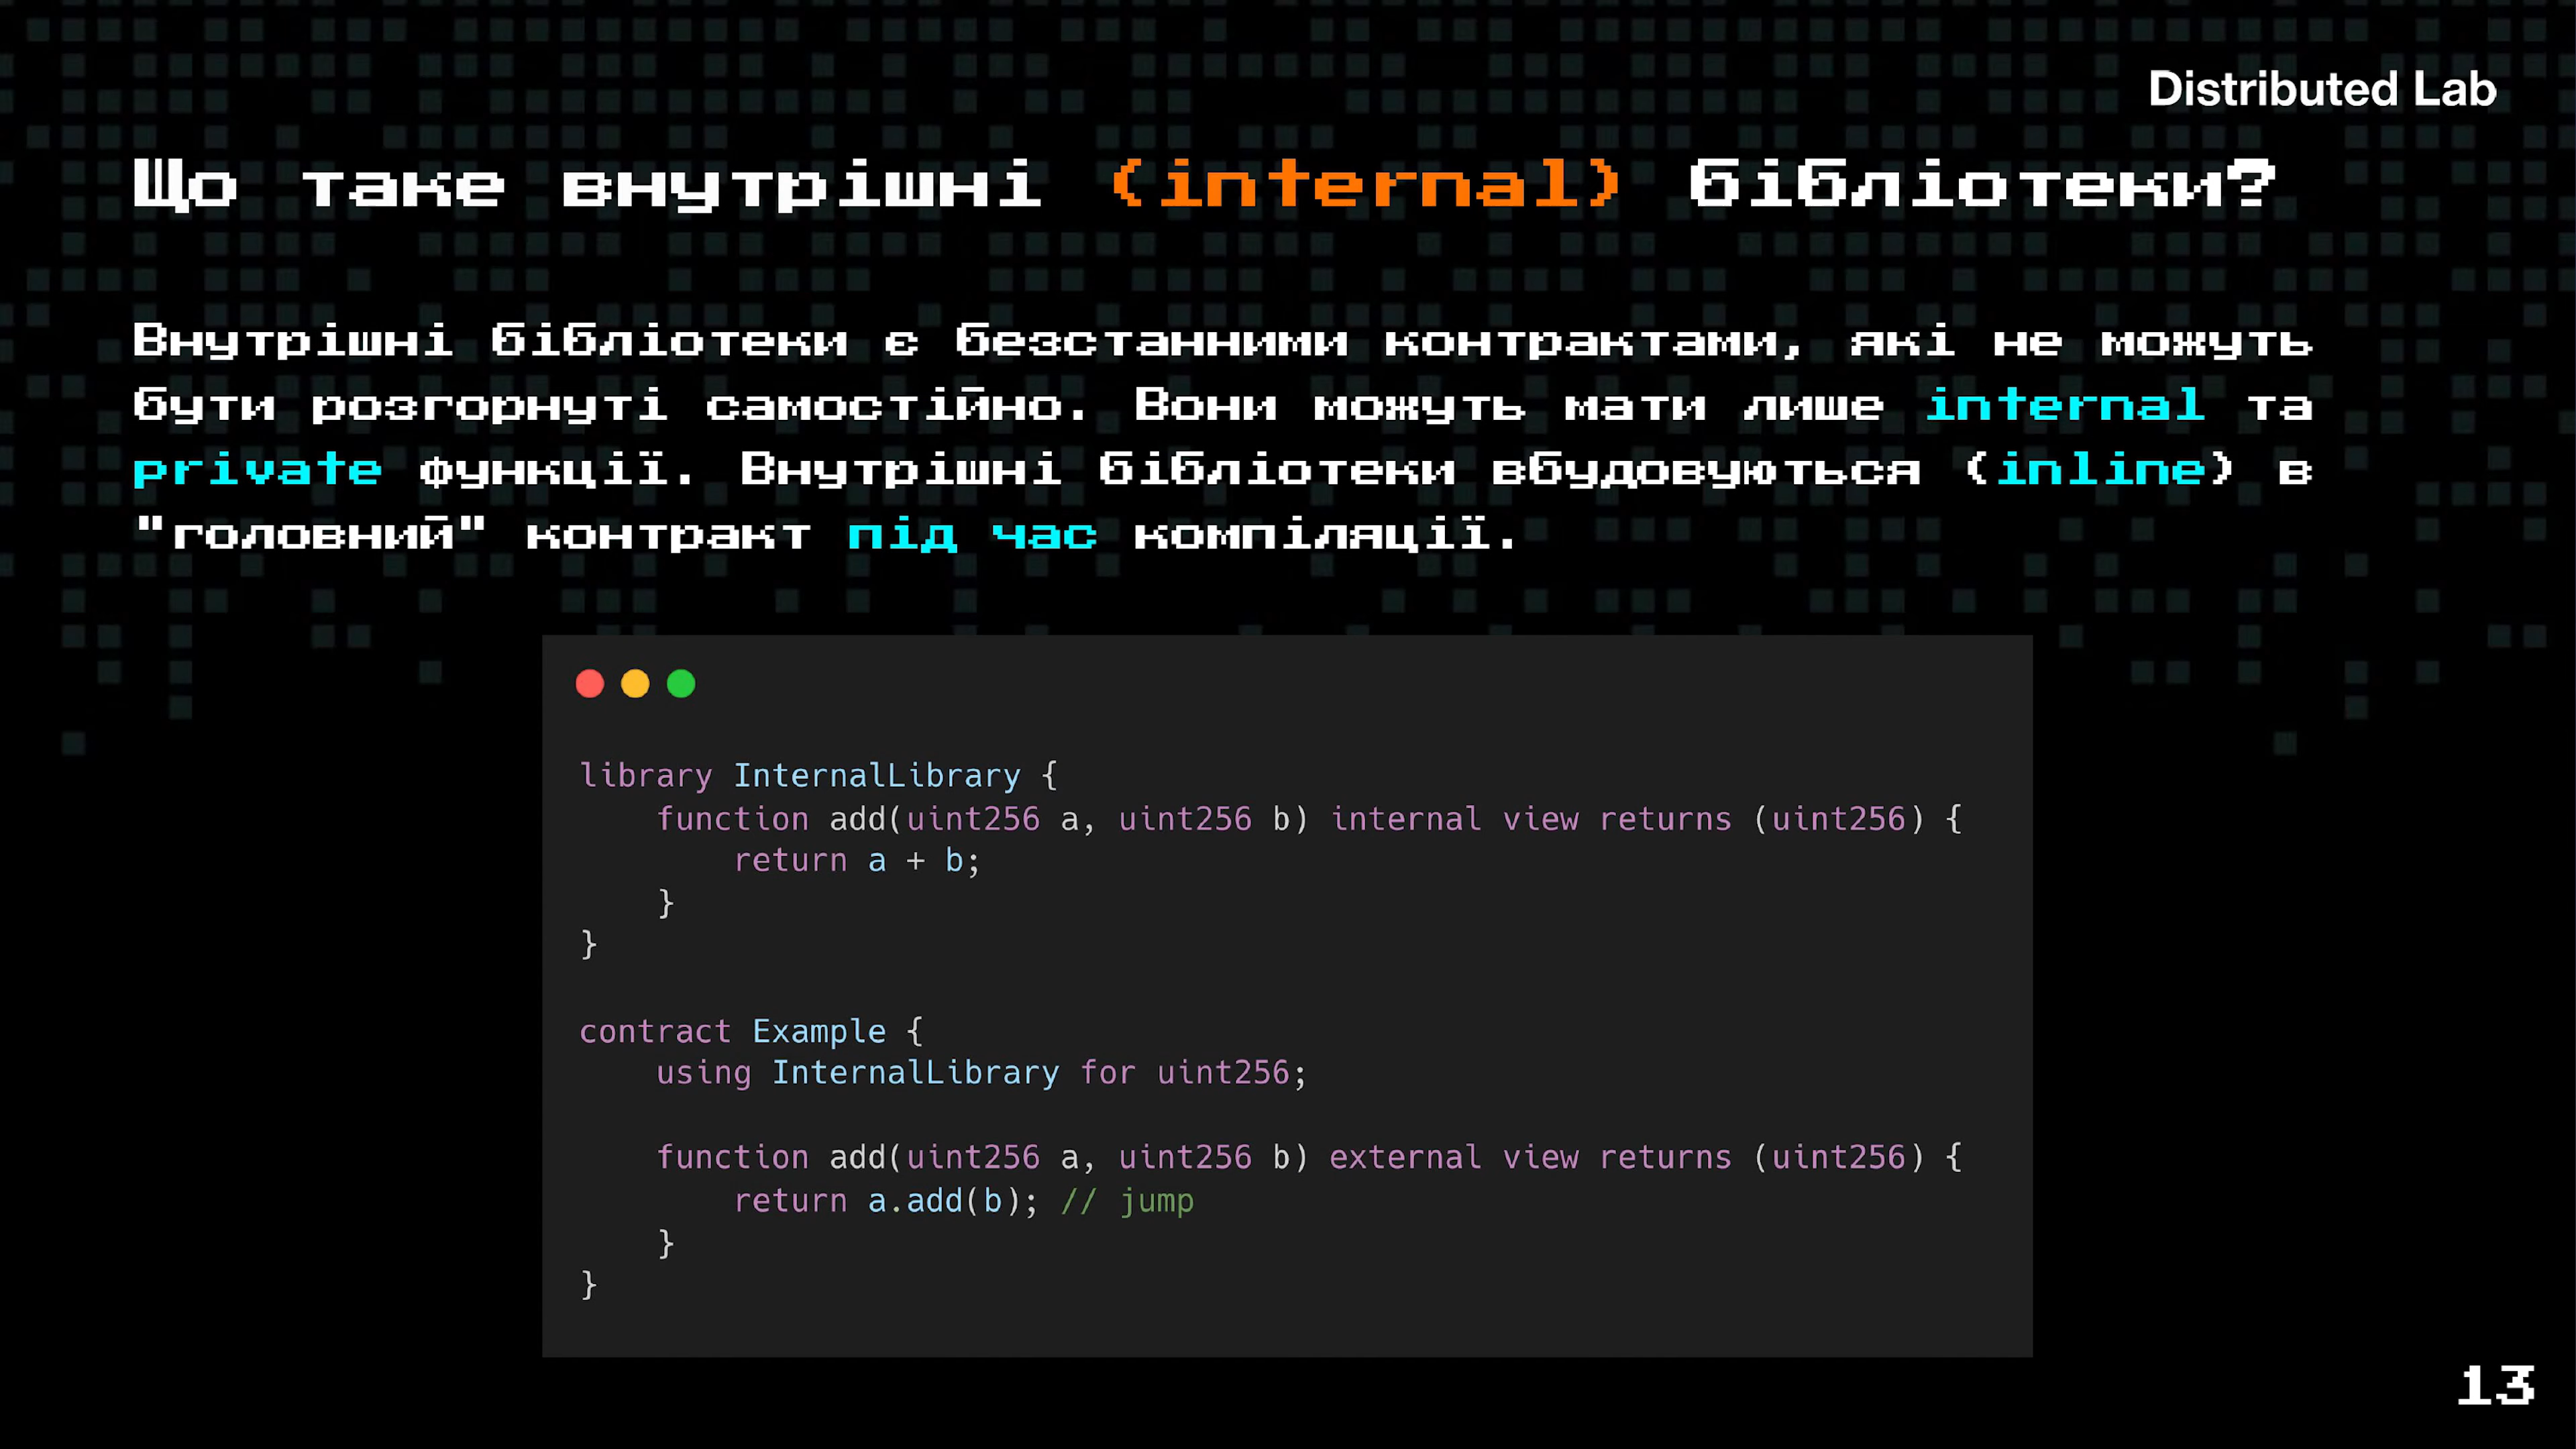 Distributed Lab
Що таке внутрішні (internal) бібліотеки?
Внутрішні бібліотеки є безстанними контрактами, які не можуть
бути розгорнуті самостійно. Вони можуть мати лише internal та
private функції. Внутрішні бібліотеки вбудовуються (inline) в
"головний" контракт під час компіляції.
library InternalLibrary {
    function add(uint256 a, uint256 b) internal view returns (uint256) {
        return a + b;
    }
}
contract Example {
    using InternalLibrary for uint256;
    function add(uint256 a, uint256 b) external view returns (uint256) {
        return a.add(b); // jump
    }
}
13